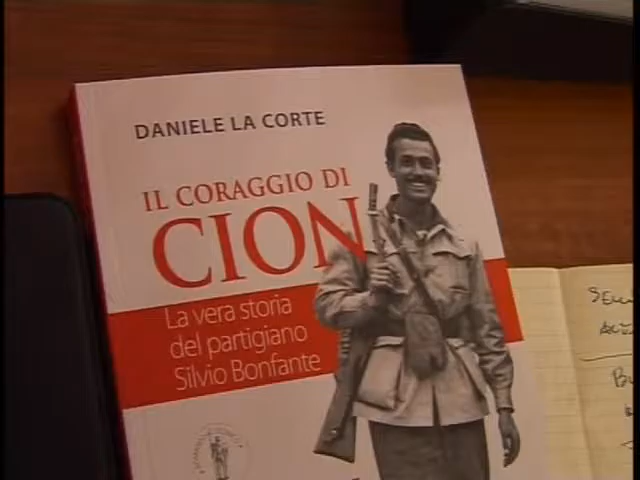 DANIELE LA CORTE
IL CORAGGIO DI
CION
La vera storia
del partigiano
Silvio Bonfante